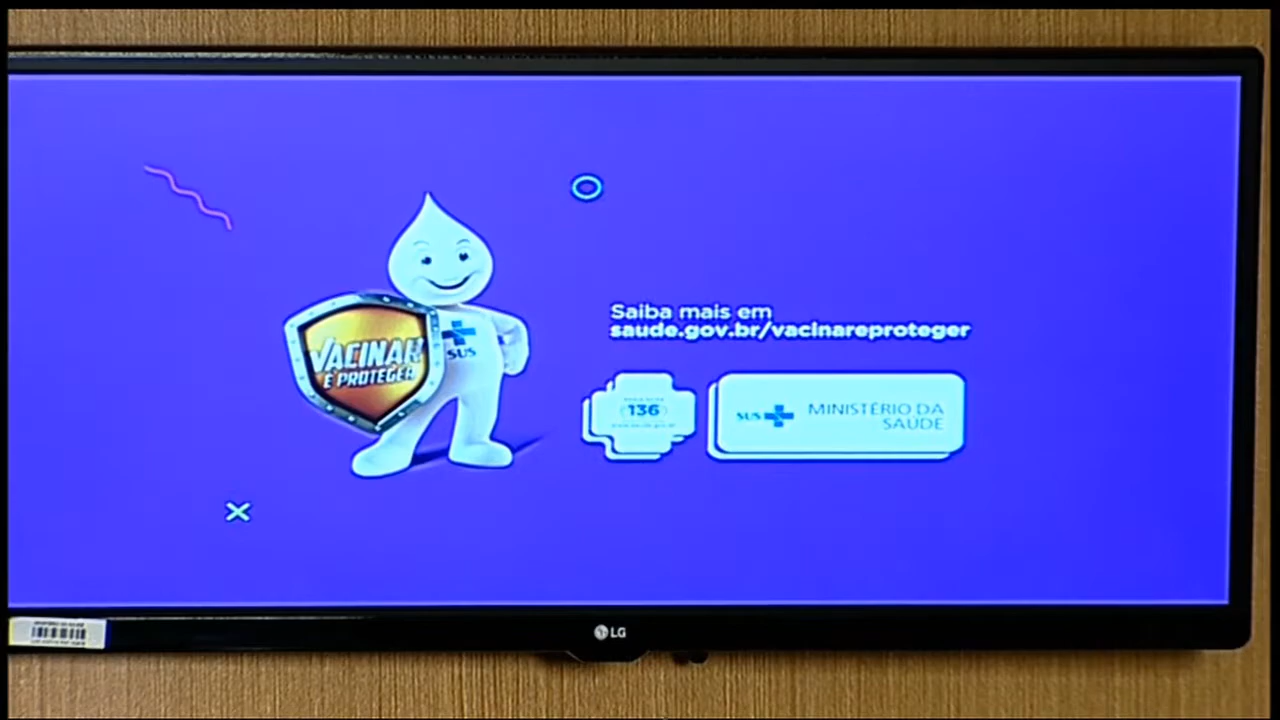 Saiba mais em
saude.gov.br/vacinareproteger
VACINAR
É PROTEGER
SUS
136
SUS
MINISTÉRIO DA
SAÚDE
LG